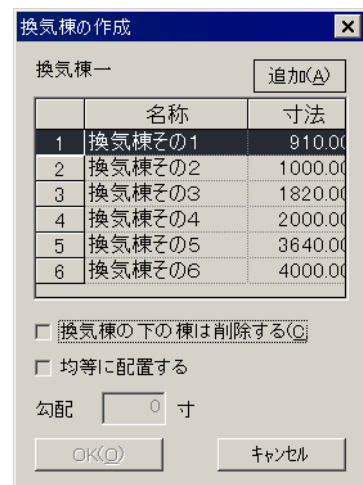 換気棟の作成
換気棟一
追加(A)
名称 寸法
1 換気棟その1 910.00
2 換気棟その2 1000.00
3 換気棟その3 1820.00
4 換気棟その4 2000.00
5 換気棟その5 3640.00
6 換気棟その6 4000.00
換気棟の下の棟は削除する(C)
均等に配置する
勾配 0 寸
OK(O) キャンセル